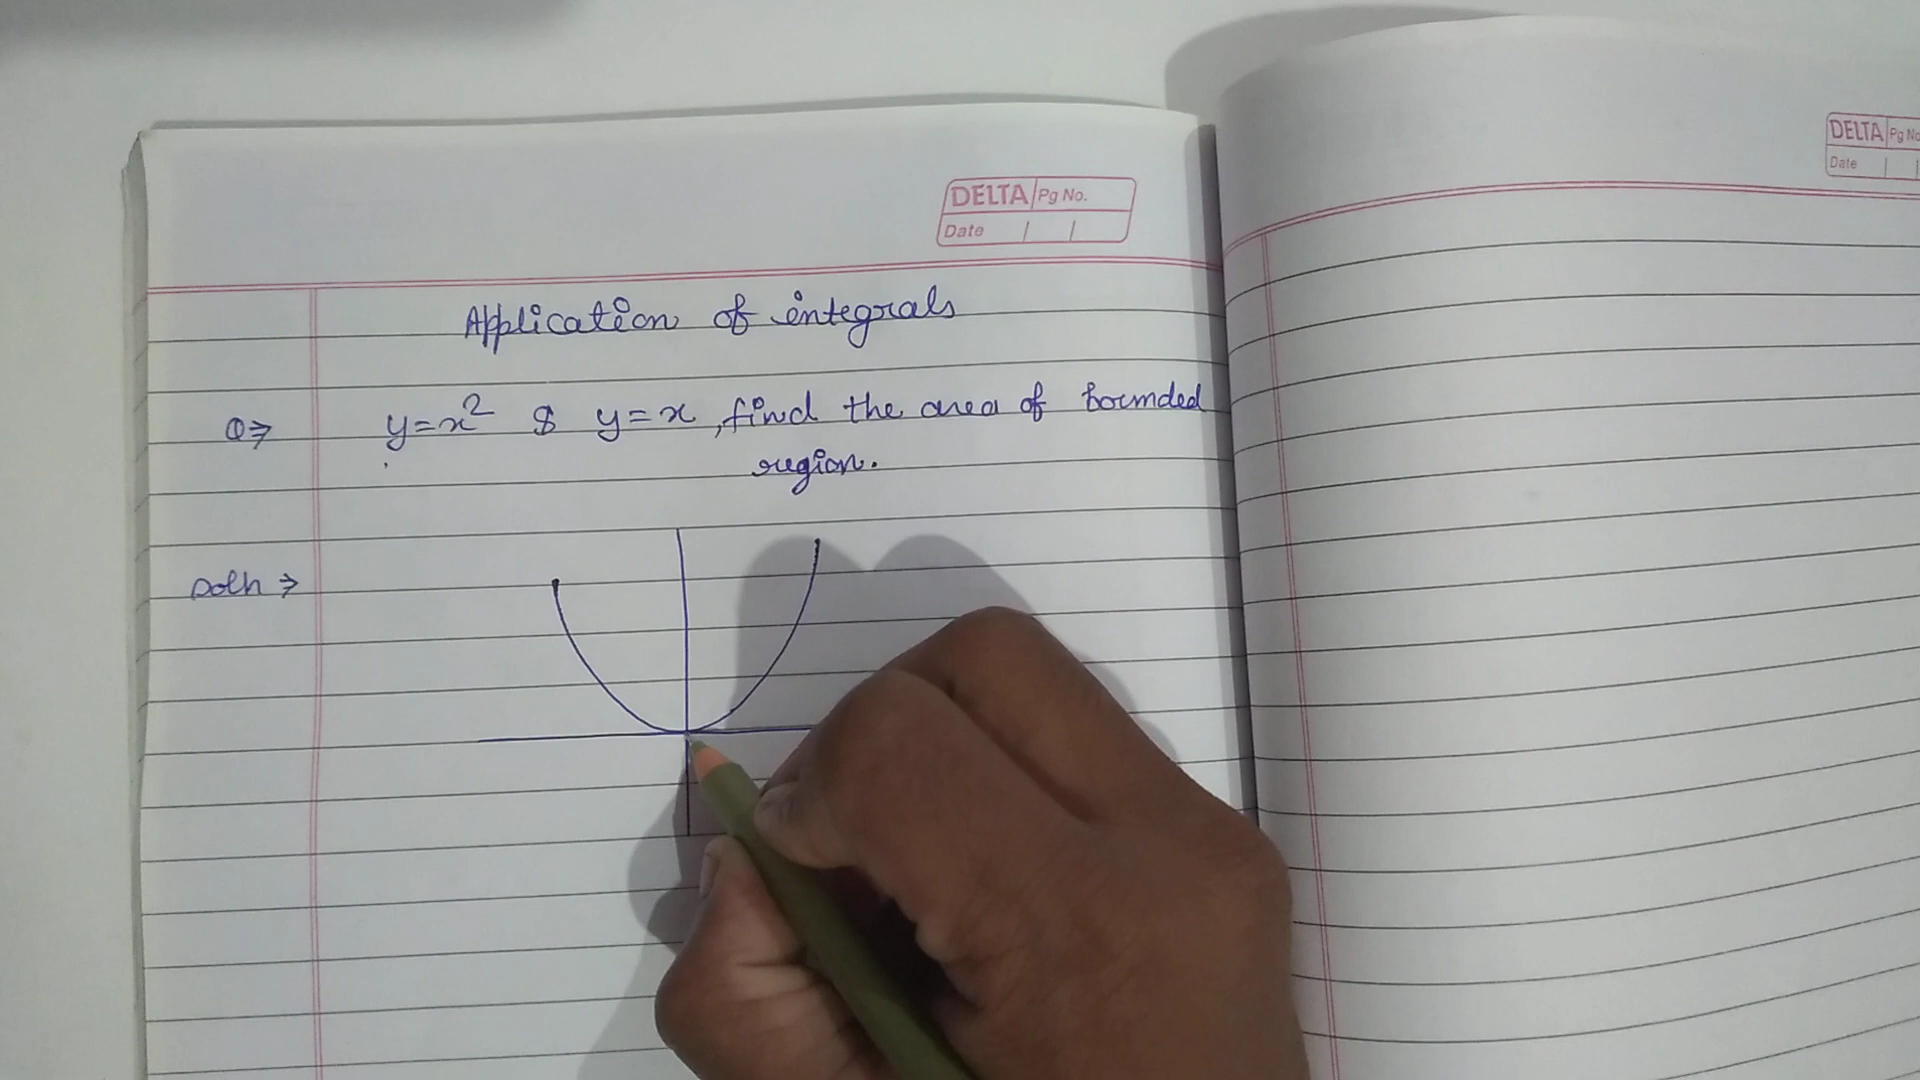 DELTA Pg No.
Date
DELTA Pg No
Date
Application of integrals
Q⇒ y=x² & y=x, find the area of bounded
region.
Soln ⇒